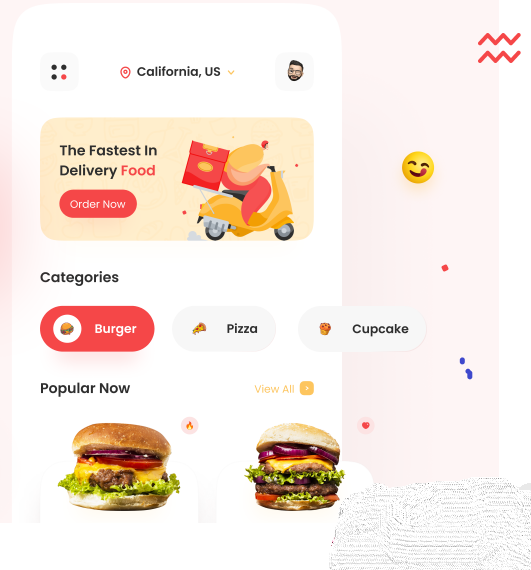 California, US
The Fastest In
Delivery Food
Order Now
Categories
Burger
Pizza
Cupcake
Popular Now
View All